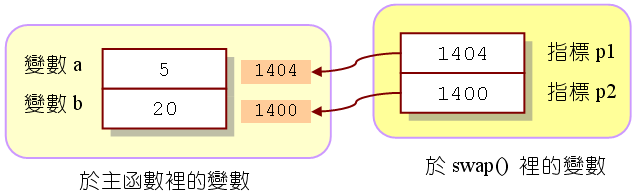 變數 a 5 1404
變數 b 20 1400
於主函數裡的變數
1404 指標 p1
1400 指標 p2
於 swap() 裡的變數